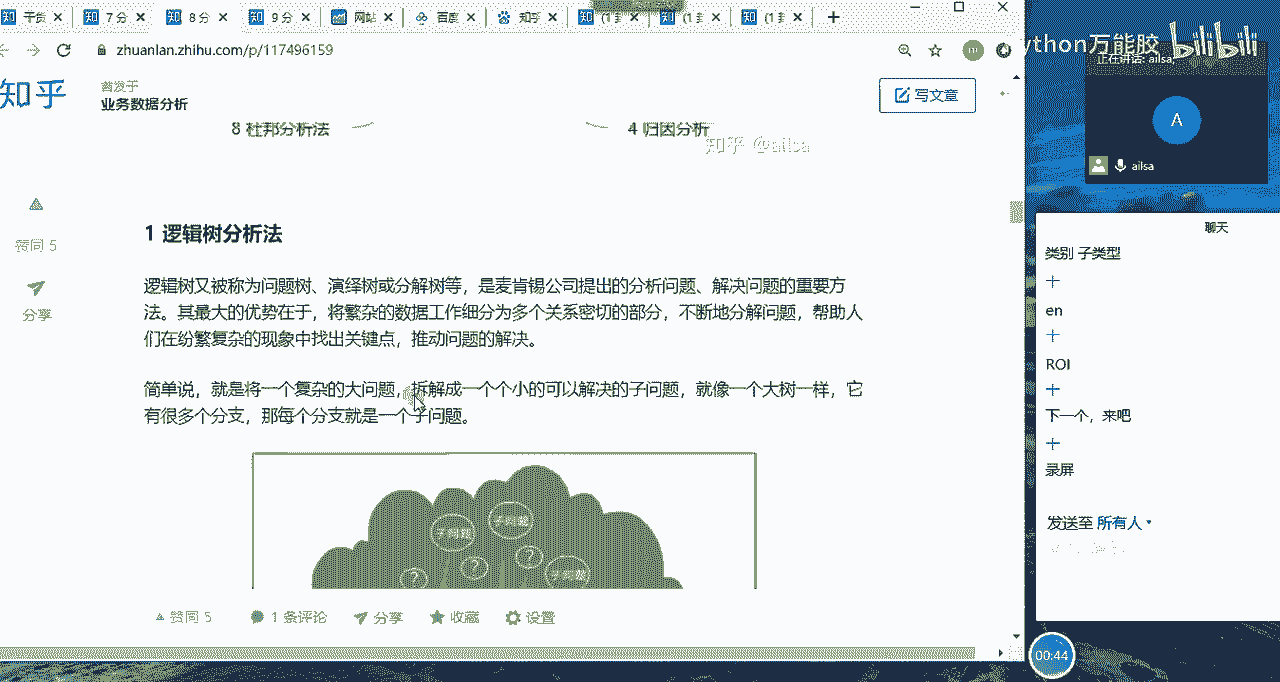 干货
7 分
8 分
9 分
网站
百度
知乎
(1 封
(1 封
(1 封
zhuanlan.zhihu.com/p/117496159
ython万能胶 bilibili
正在讲话: ailsa;
知乎
首发于
业务数据分析
写文章
A
ailsa
8 杜邦分析法
4 归因分析
知乎 @ailsa
1 逻辑树分析法
赞同 5
分享
逻辑树又被称为问题树、演绎树或分解树等，是麦肯锡公司提出的分析问题、解决问题的重要方
法。其最大的优势在于，将繁杂的数据工作细分为多个关系密切的部分，不断地分解问题，帮助人
们在纷繁复杂的现象中找出关键点，推动问题的解决。
简单说，就是将一个复杂的大问题，拆解成一个个小的可以解决的子问题，就像一个大树一样，它
有很多个分支，那每个分支就是一个子问题。
子问题
子问题
?
?
?
子问题
赞同 5
1 条评论
分享
收藏
设置
聊天
类别 子类型
en
ROI
下一个，来吧
录屏
发送至 所有人
00:44